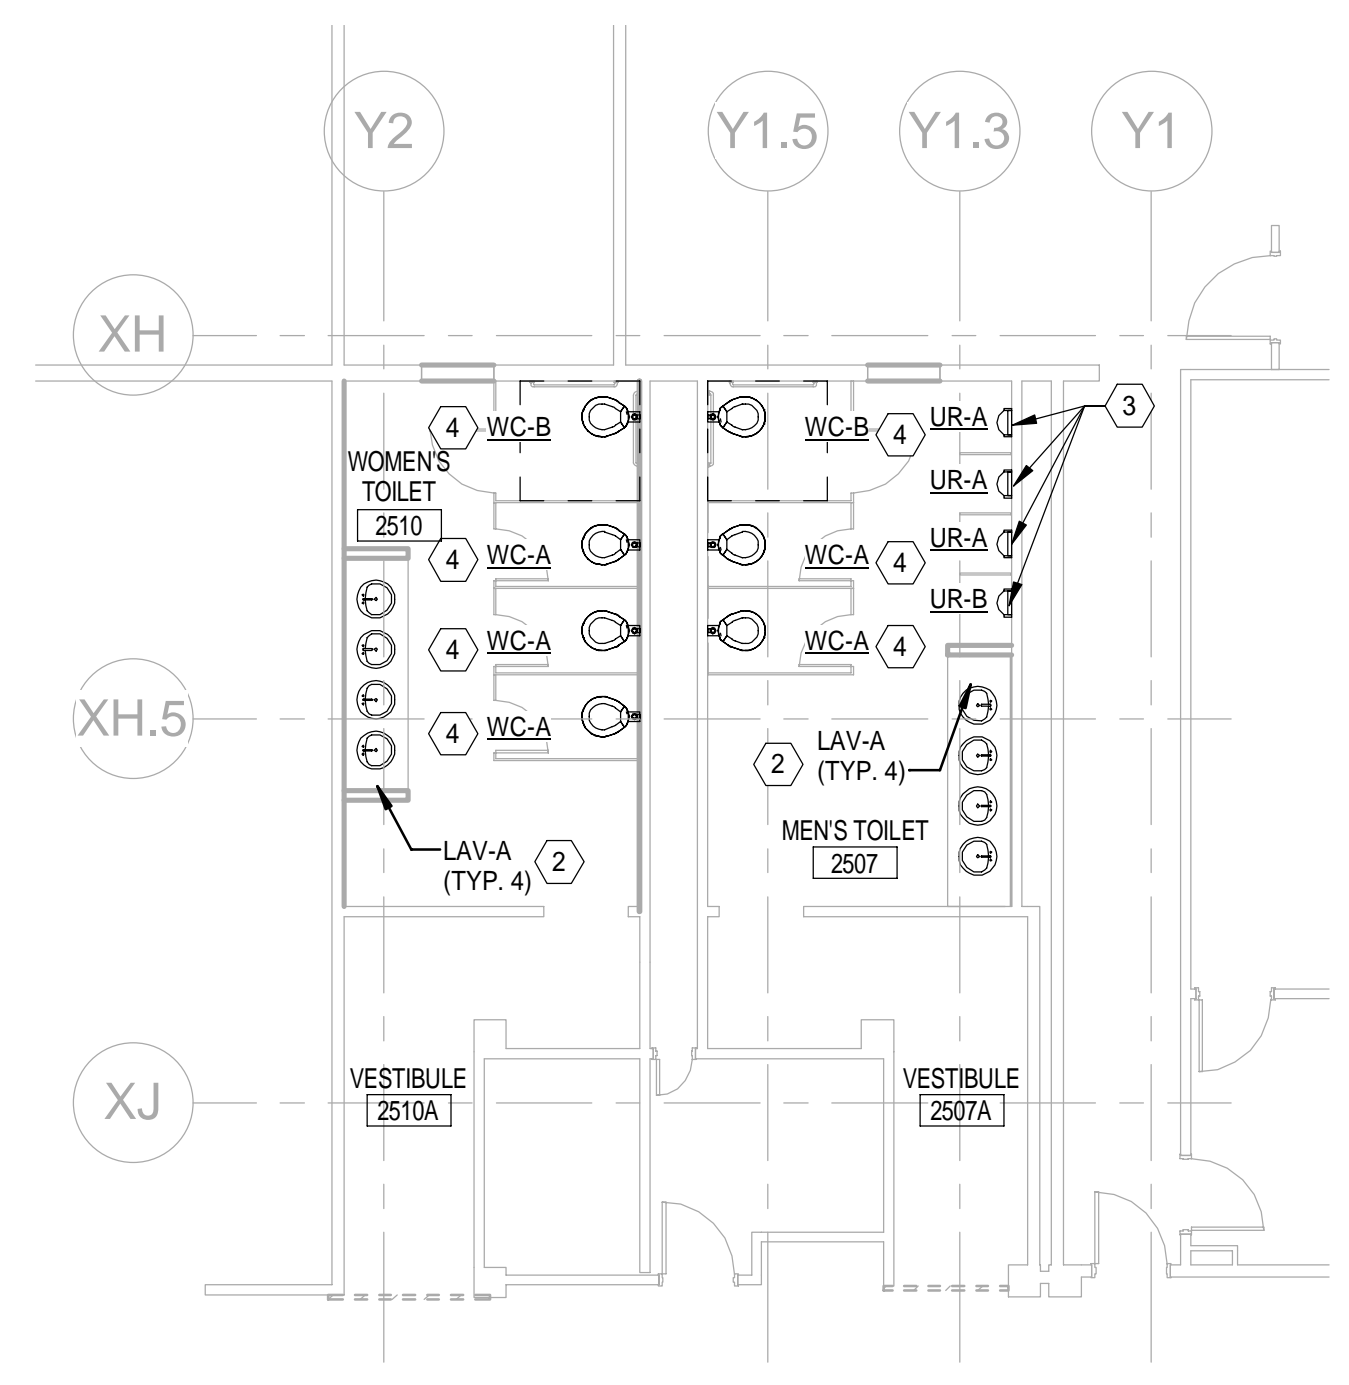 Y2
Y1.5
Y1.3
Y1
XH
3
4 WC-B
WC-B 4
UR-A
WOMEN'S
TOILET
2510
UR-A
4 WC-A
WC-A 4
UR-A
UR-B
4 WC-A
WC-A 4
XH.5
4 WC-A
2
LAV-A
(TYP. 4)
MEN'S TOILET
2507
LAV-A
(TYP. 4)
2
XJ
VESTIBULE
2510A
VESTIBULE
2507A